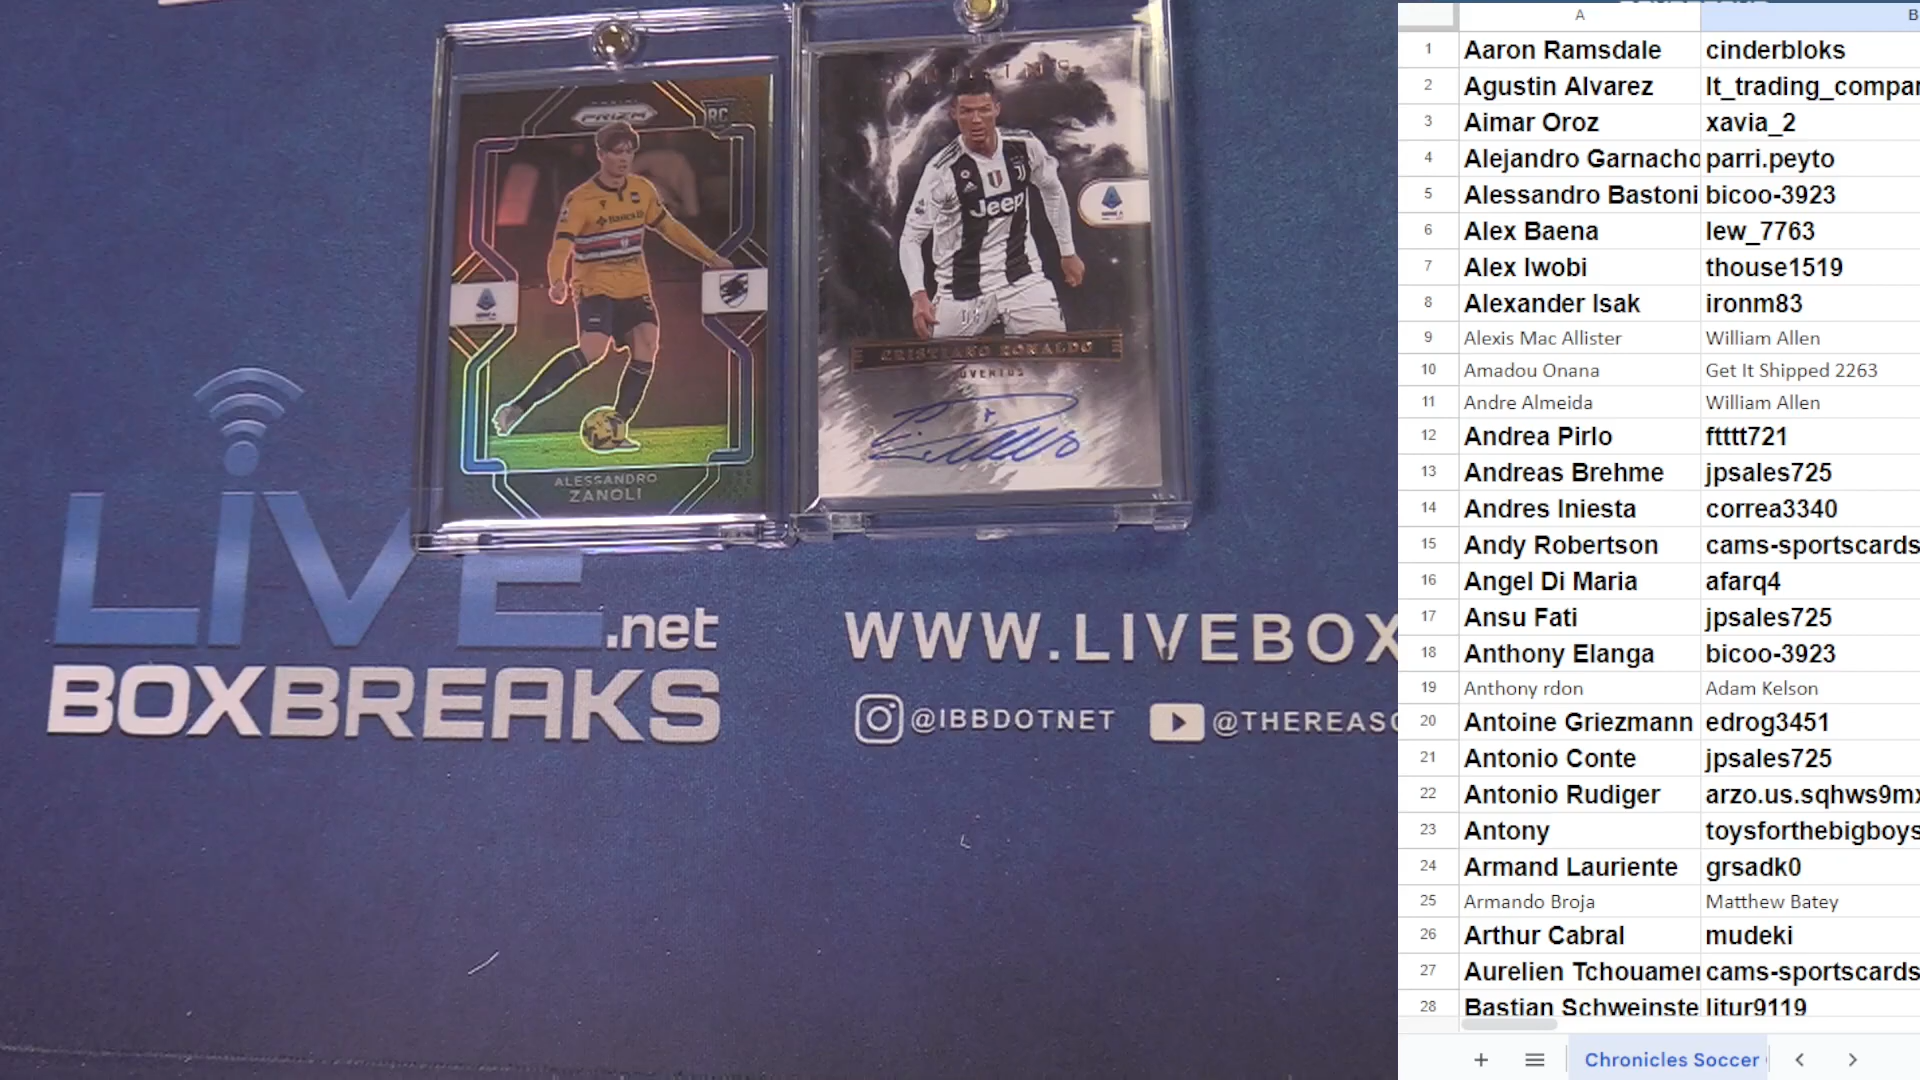 PRIZM
RC
ALESSANDRO
ZANOLI
ORIGINS
Jeep
CRISTIANO RONALDO
JUVENTUS
LIVE
.net
BOXBREAKS
WWW.LIVEBOX
@IBBDOTNET
@THEREASO
A B
1 Aaron Ramsdale cinderbloks
2 Agustin Alvarez lt_trading_compar
3 Aimar Oroz xavia_2
4 Alejandro Garnacho parri.peyto
5 Alessandro Bastoni bicoo-3923
6 Alex Baena lew_7763
7 Alex Iwobi thouse1519
8 Alexander Isak ironm83
9 Alexis Mac Allister William Allen
10 Amadou Onana Get It Shipped 2263
11 Andre Almeida William Allen
12 Andrea Pirlo ftttt721
13 Andreas Brehme jpsales725
14 Andres Iniesta correa3340
15 Andy Robertson cams-sportscards
16 Angel Di Maria afarq4
17 Ansu Fati jpsales725
18 Anthony Elanga bicoo-3923
19 Anthony rdon Adam Kelson
20 Antoine Griezmann edrog3451
21 Antonio Conte jpsales725
22 Antonio Rudiger arzo.us.sqhws9mx
23 Antony toysforthebigboys
24 Armand Lauriente grsadk0
25 Armando Broja Matthew Batey
26 Arthur Cabral mudeki
27 Aurelien Tchouamer cams-sportscards
28 Bastian Schweinste litur9119
Chronicles Soccer